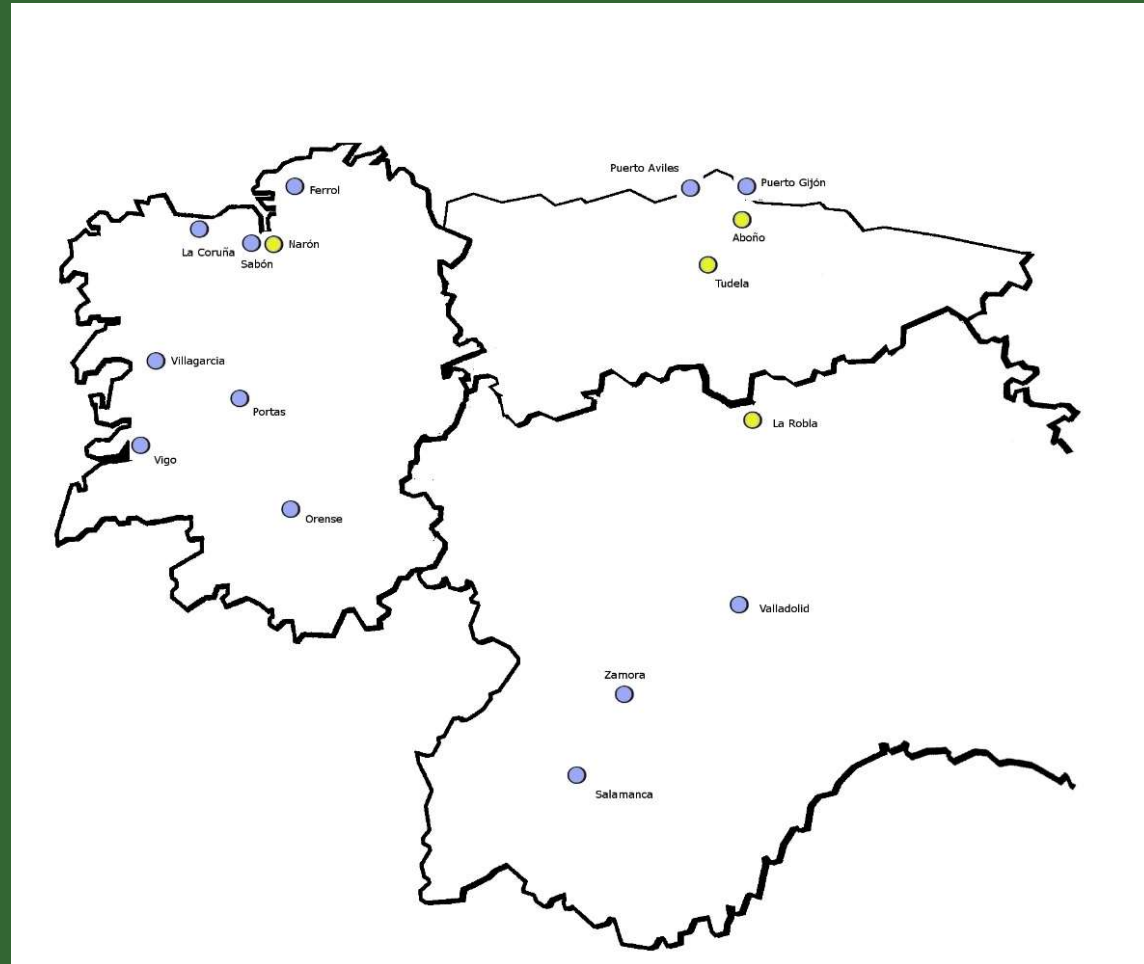 Puerto Aviles
Puerto Gijón
Ferrol
Aboño
La Coruña
Narón
Sabón
Tudela
Villagarcia
Portas
La Robla
Vigo
Orense
Valladolid
Zamora
Salamanca